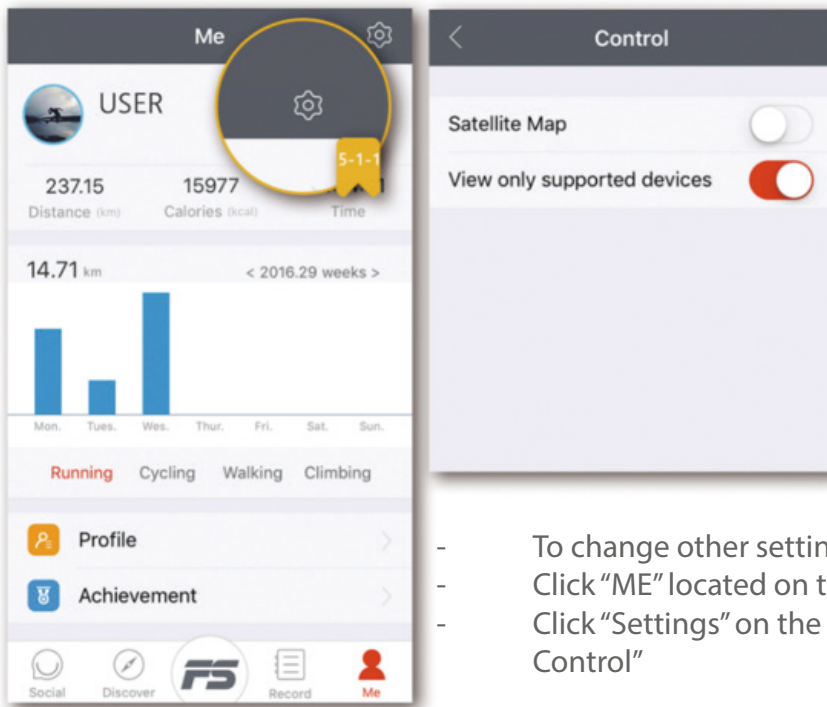 Me
USER
5-1-1
237.15
15977
Distance (km)
Calories (kcal)
Time
14.71 km
< 2016.29 weeks >
Mon.
Tues.
Wes.
Thur.
Fri.
Sat.
Sun.
Running
Cycling
Walking
Climbing
Profile
Achievement
Social
Discover
FS
Record
Me
Control
Satellite Map
View only supported devices
- To change other
- Click “ME” located on
- Click “Settings” on the
Control”